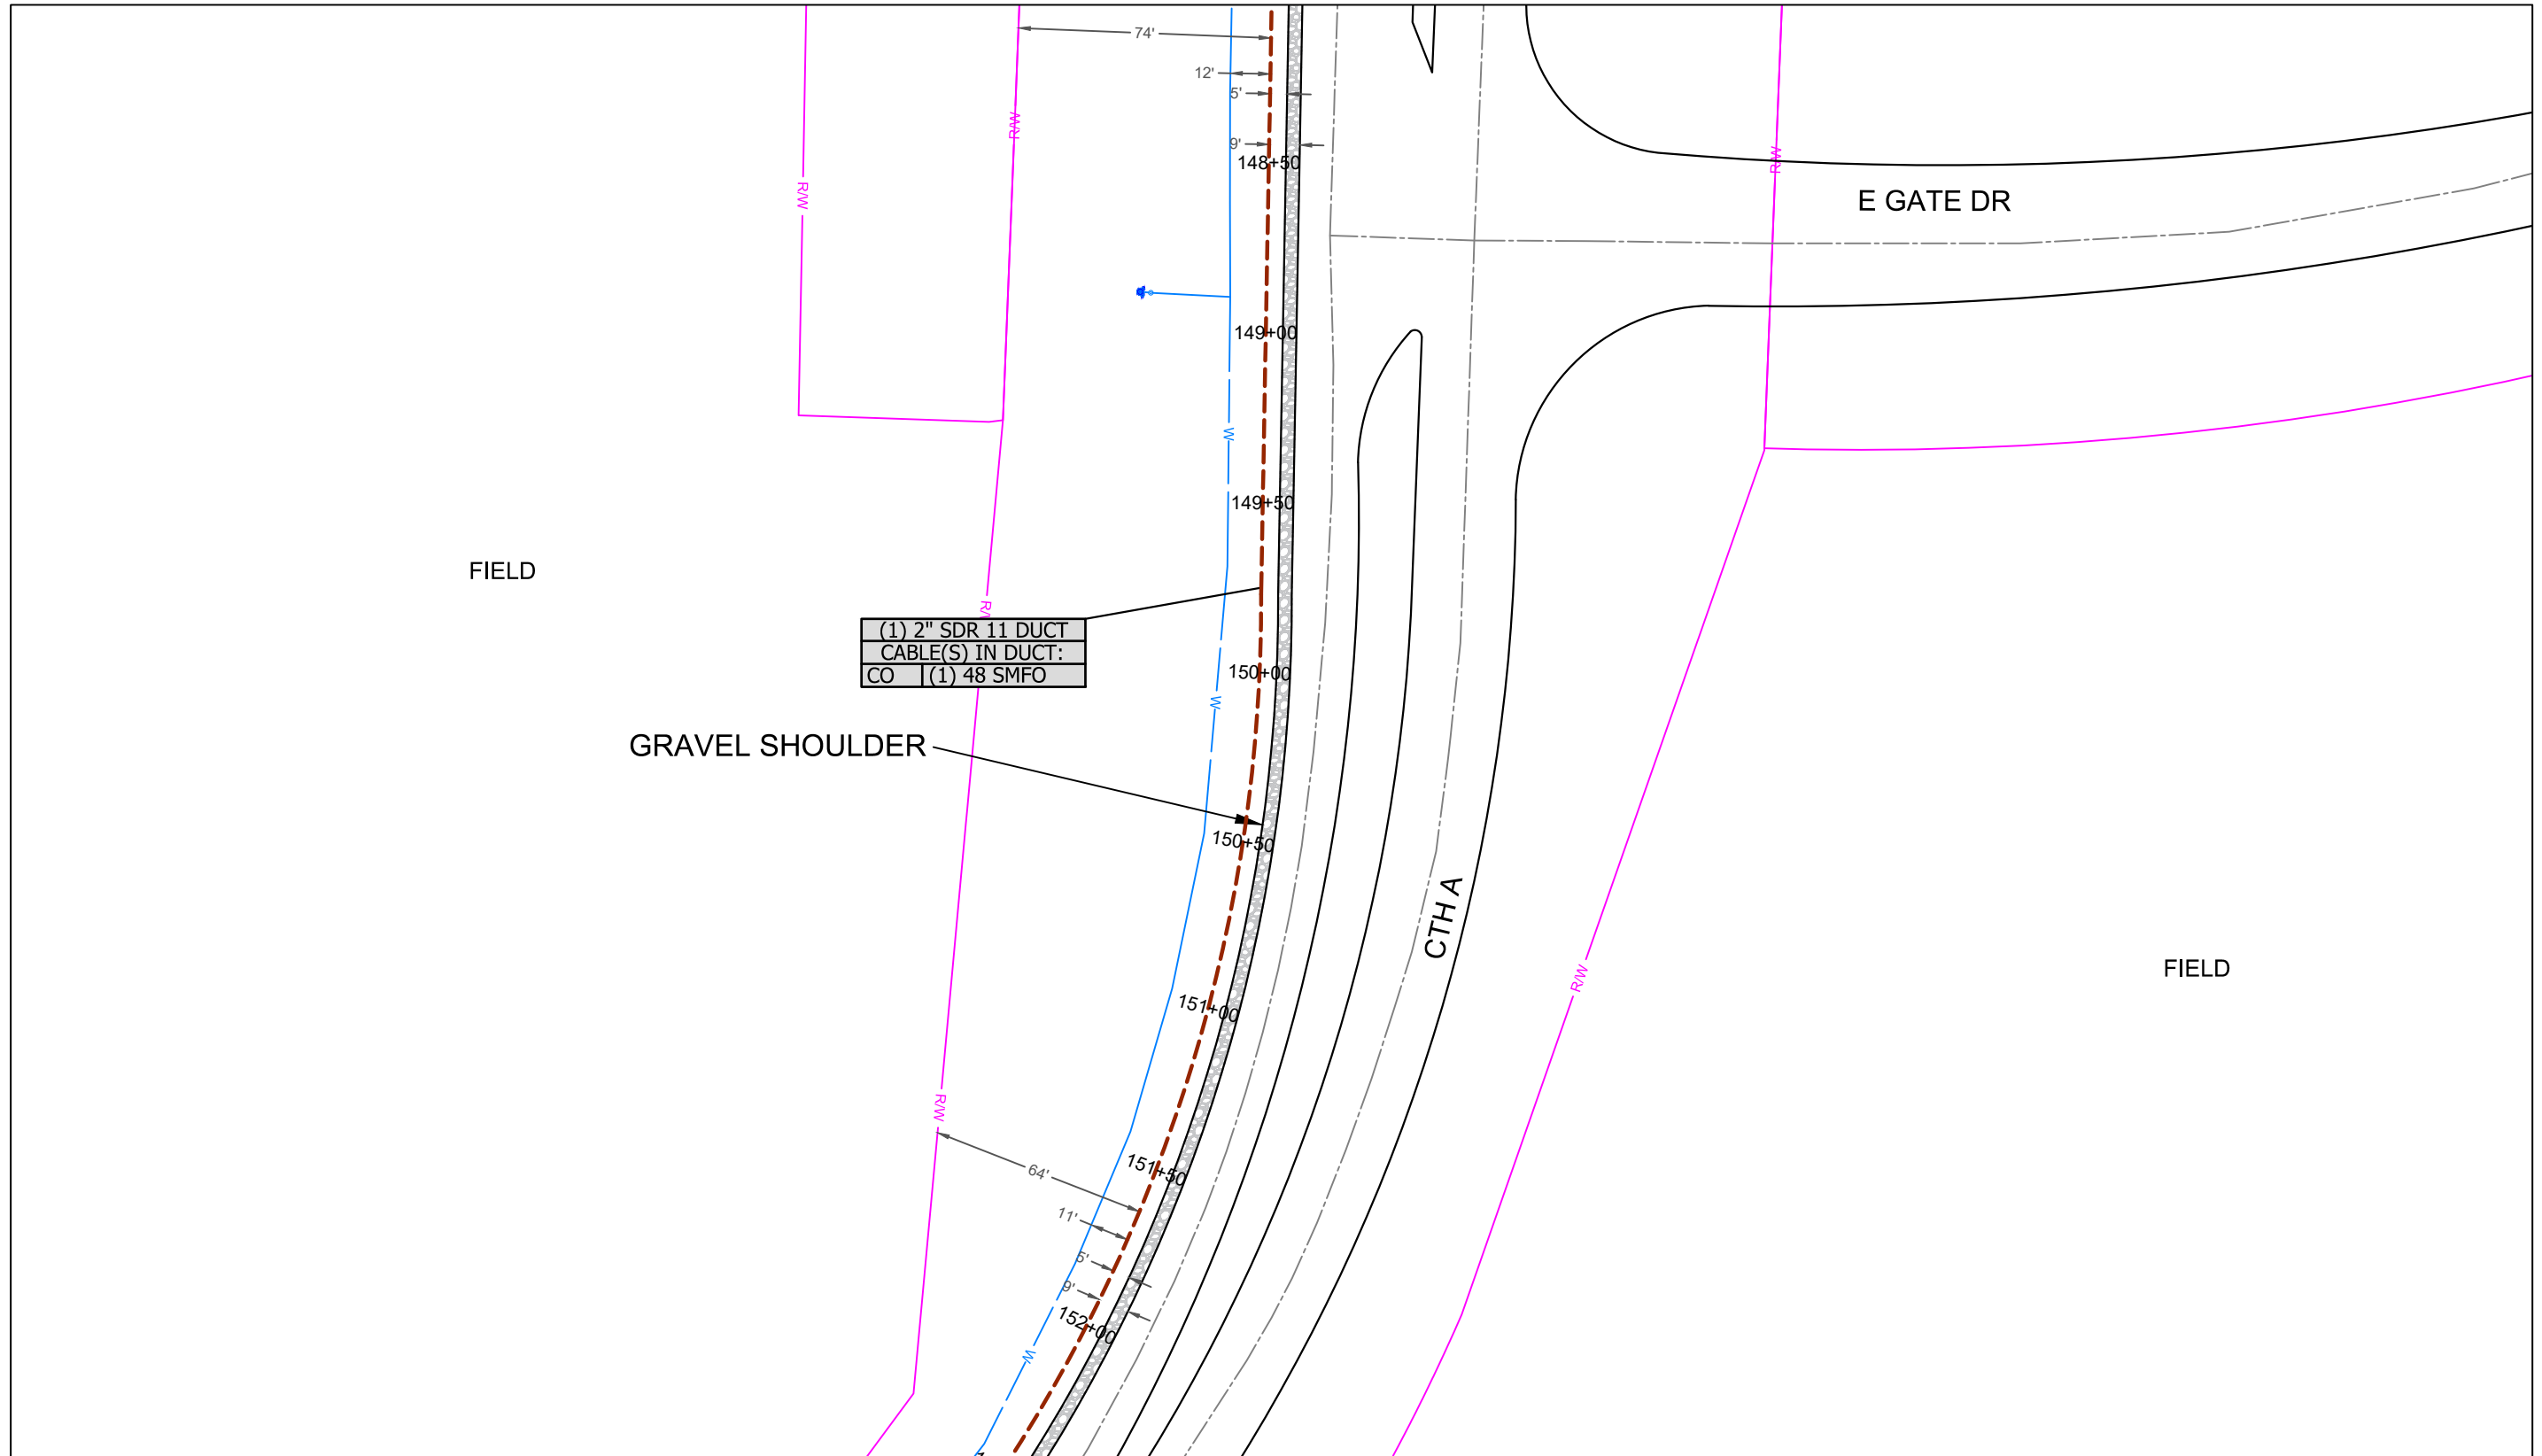 74'
12'
5'
9'
R/W
R/W
R/W
148+50
E GATE DR
149+00
W
149+50
FIELD
(1) 2" SDR 11 DUCT
CABLE(S) IN DUCT:
CO (1) 48 SMFO
150+00
W
GRAVEL SHOULDER
150+50
CTH A
FIELD
R/W
151+00
R/W
151+50
64'
11'
5'
9'
152+00
W